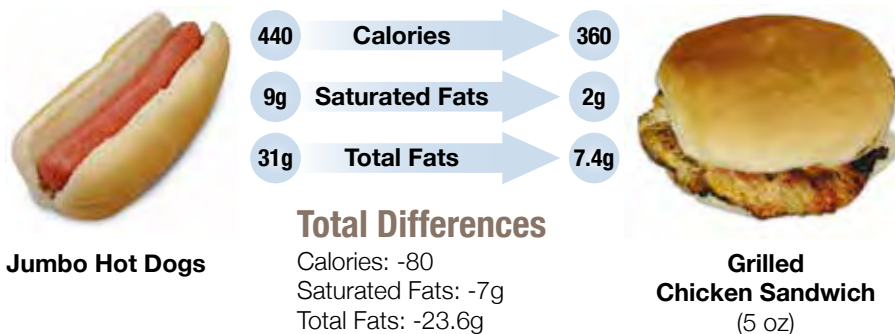 440 Calories 360
9g Saturated Fats 2g
31g Total Fats 7.4g
Total Differences
Calories: -80
Saturated Fats: -7g
Total Fats: -23.6g
Jumbo Hot Dogs
Grilled
Chicken Sandwich
(5 oz)